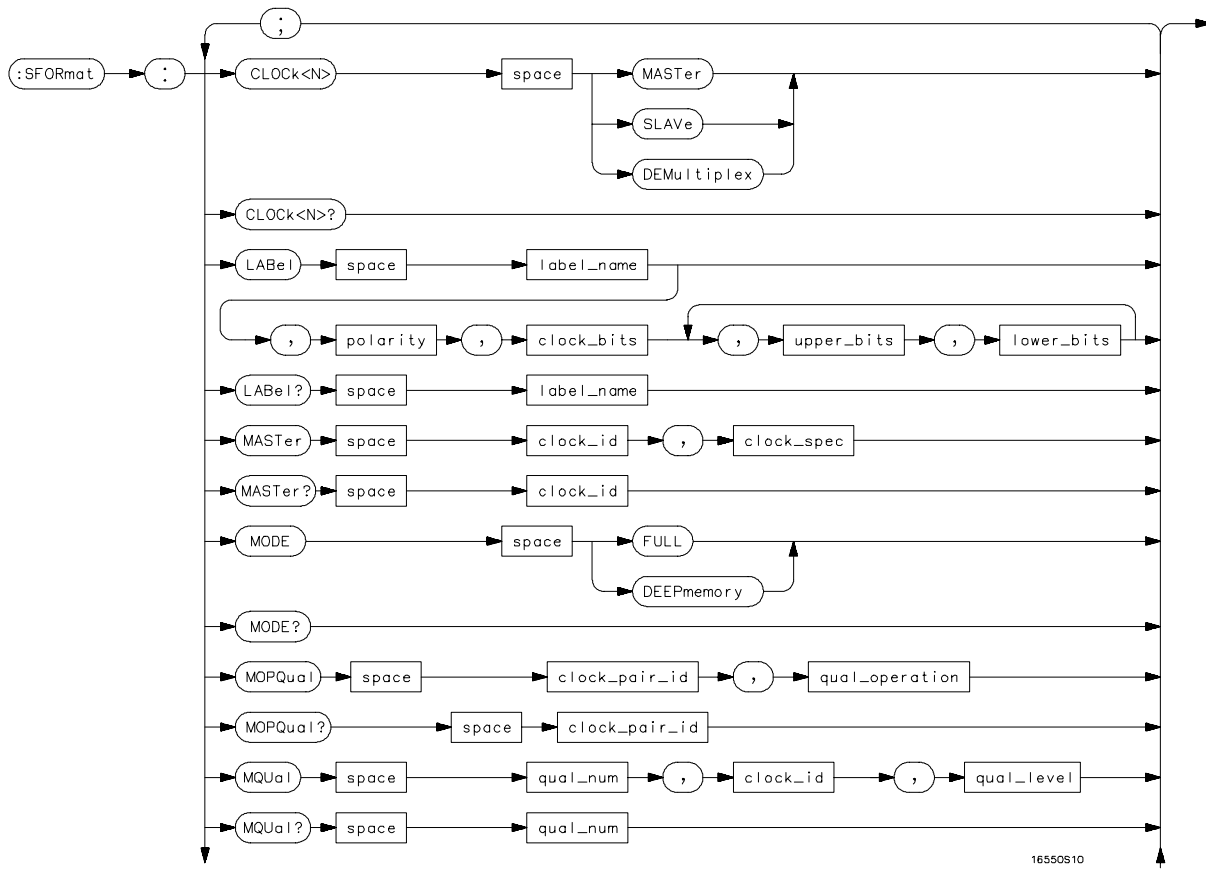 ;
:SFORmat : CLOCk<N> space MASTer
SLAVe
DEMultiplex
CLOCk<N>?
LABel space label_name
, polarity , clock_bits , upper_bits , lower_bits
LABel? space label_name
MASTer space clock_id , clock_spec
MASTer? space clock_id
MODE space FULL
DEEPmemory
MODE?
MOPQual space clock_pair_id , qual_operation
MOPQual? space clock_pair_id
MQUal space qual_num , clock_id , qual_level
MQUal? space qual_num
16550S10